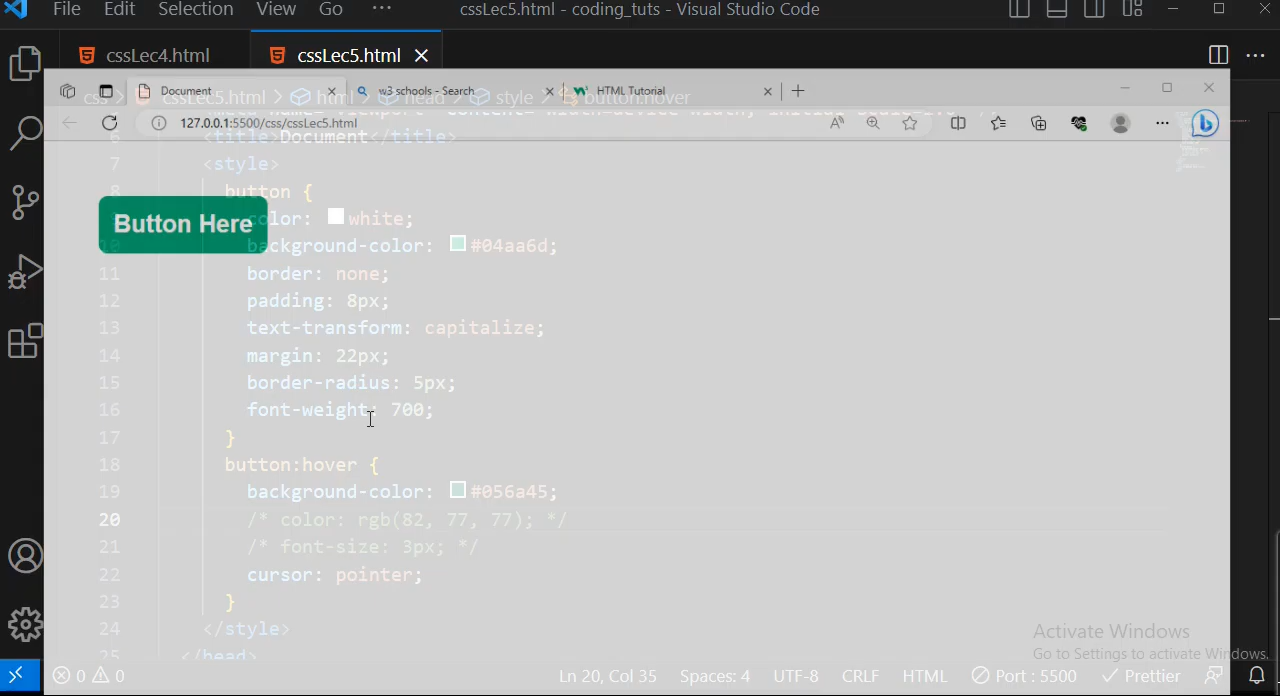 File Edit Selection View Go ··· cssLec5.html - coding_tuts - Visual Studio Code
cssLec4.html cssLec5.html
Document w3 schools - Search HTML Tutorial
css > cssLec5.html > html > head > style > button:hover
127.0.0.1:5500/css/cssLec5.html
6 <title>Document</title>
7 <style>
8 button {
color: white;
Button Here
10 background-color: #04aa6d;
11 border: none;
12 padding: 8px;
13 text-transform: capitalize;
14 margin: 22px;
15 border-radius: 5px;
16 font-weight: 700;
17 }
18 button:hover {
19 background-color: #056a45;
20 /* color: rgb(82, 77, 77); */
21 /* font-size: 3px; */
22 cursor: pointer;
23 }
24 </style>
25 </head>
Activate Windows
Go to Settings to activate Windows.
0 0 Ln 20, Col 35 Spaces: 4 UTF-8 CRLF HTML Port : 5500 Prettier